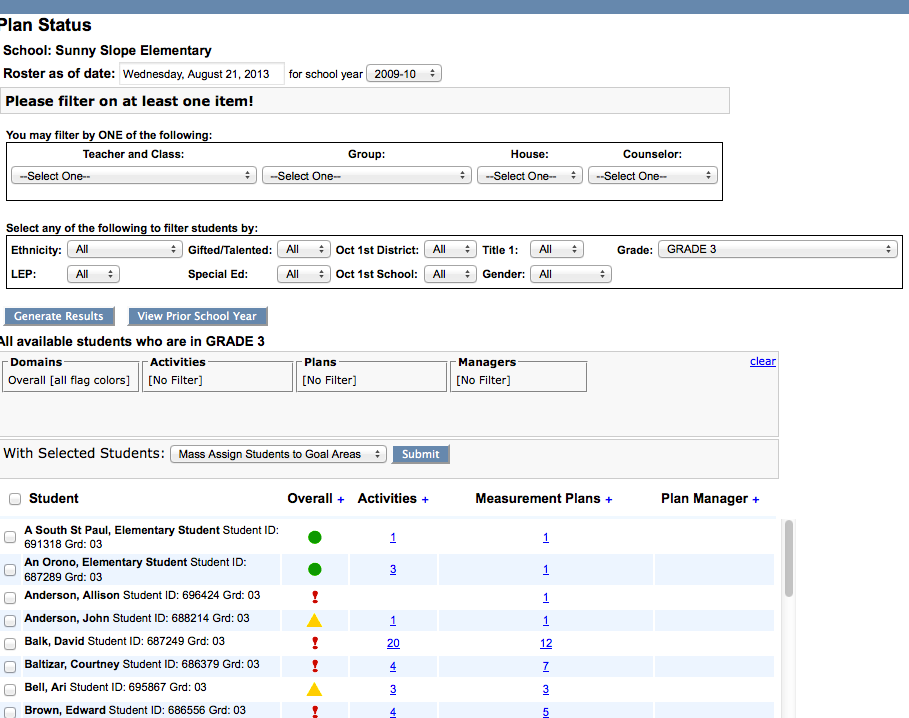 Plan Status
School: Sunny Slope Elementary
Roster as of date: Wednesday, August 21, 2013 for school year 2009-10
Please filter on at least one item!
You may filter by ONE of the following:
Teacher and Class: Group: House: Counselor:
--Select One-- --Select One-- --Select One-- --Select One--
Select any of the following to filter students by:
Ethnicity: All Gifted/Talented: All Oct 1st District: All Title 1: All Grade: GRADE 3
LEP: All Special Ed: All Oct 1st School: All Gender: All
Generate Results View Prior School Year
All available students who are in GRADE 3
Domains Activities Plans Managers clear
Overall [all flag colors] [No Filter] [No Filter] [No Filter]
With Selected Students: Mass Assign Students to Goal Areas Submit
Student Overall + Activities + Measurement Plans + Plan Manager +
A South St Paul, Elementary Student Student ID:
691318 Grd: 03 1 1
An Orono, Elementary Student Student ID:
687289 Grd: 03 3 1
Anderson, Allison Student ID: 696424 Grd: 03 ! 1
Anderson, John Student ID: 688214 Grd: 03 1 1
Balk, David Student ID: 687249 Grd: 03 ! 20 12
Baltizar, Courtney Student ID: 686379 Grd: 03 ! 4 7
Bell, Ari Student ID: 695867 Grd: 03 3 3
Brown, Edward Student ID: 686556 Grd: 03 ! 4 5